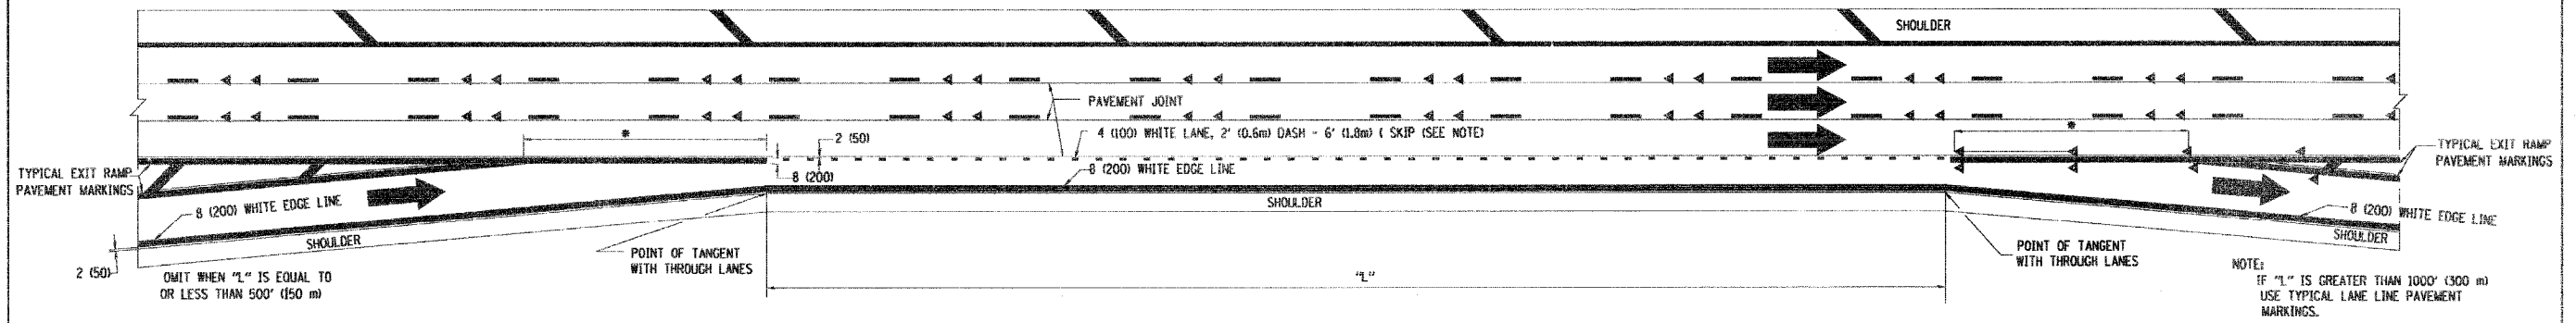 SHOULDER
PAVEMENT JOINT
4 (100) WHITE LANE, 2' (0.6m) DASH - 6' (1.8m) ( SKIP (SEE NOTE)
*
2 (50)
*
TYPICAL EXIT RAMP
PAVEMENT MARKINGS
TYPICAL EXIT RAMP
PAVEMENT MARKINGS
8 (200)
8 (200) WHITE EDGE LINE
8 (200) WHITE EDGE LINE
SHOULDER
8 (200) WHITE EDGE LINE
SHOULDER
SHOULDER
2 (50)
POINT OF TANGENT
WITH THROUGH LANES
POINT OF TANGENT
WITH THROUGH LANES
OMIT WHEN "L" IS EQUAL TO
OR LESS THAN 500' (150 m)
"L"
NOTE:
IF "L" IS GREATER THAN 1000' (300 m)
USE TYPICAL LANE LINE PAVEMENT
MARKINGS.